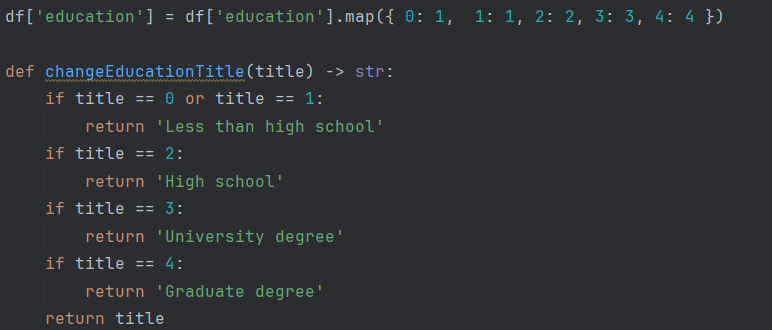 df['education'] = df['education'].map({ 0: 1,  1: 1, 2: 2, 3: 3, 4: 4 })
def changeEducationTitle(title) -> str:
    if title == 0 or title == 1:
        return 'Less than high school'
    if title == 2:
        return 'High school'
    if title == 3:
        return 'University degree'
    if title == 4:
        return 'Graduate degree'
    return title